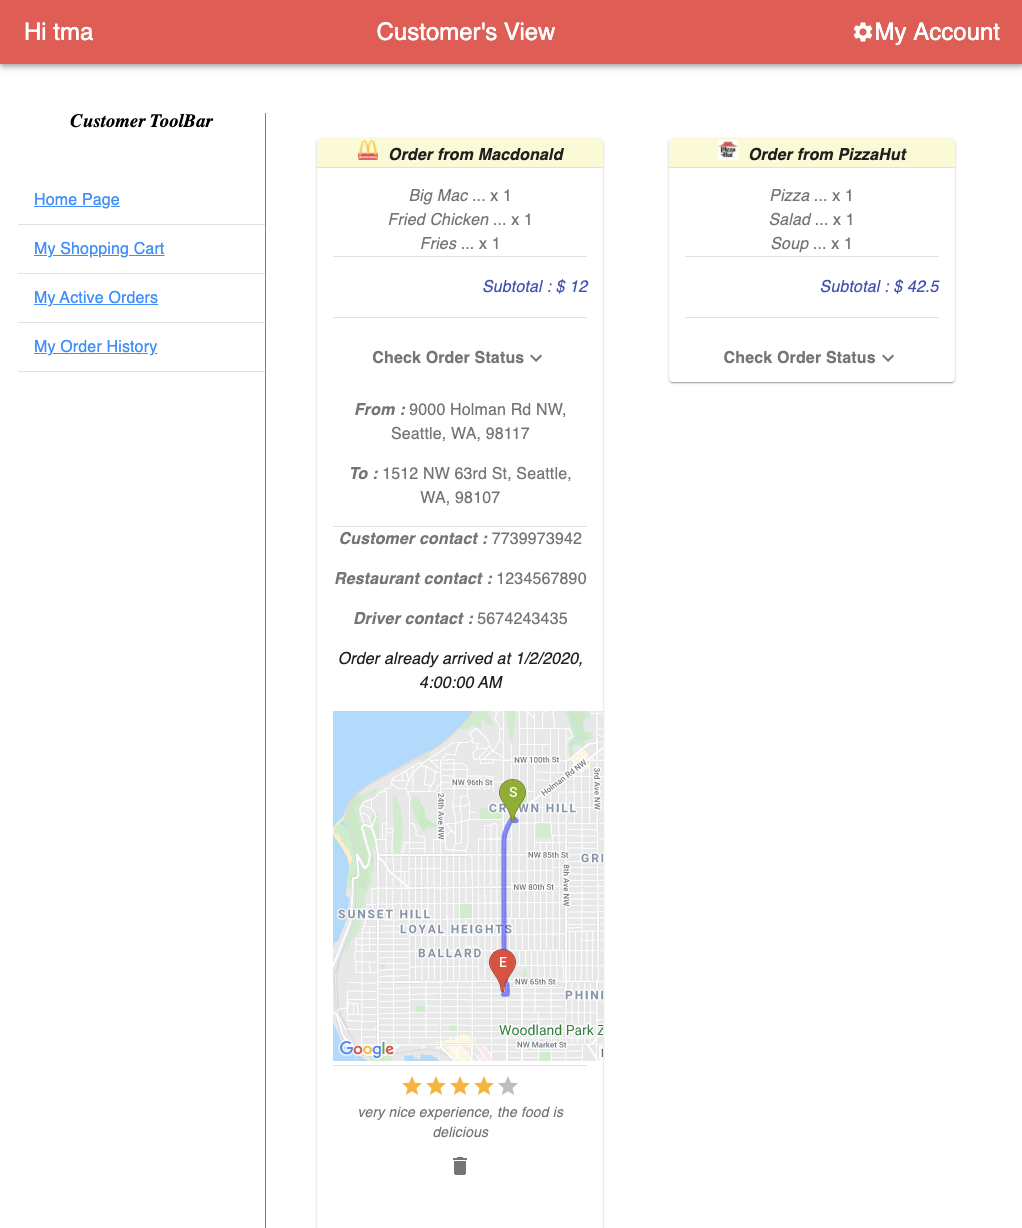 Hi tma
Customer's View
My Account
Customer ToolBar
Home Page
My Shopping Cart
My Active Orders
My Order History
Order from Macdonald
Big Mac ... x 1
Fried Chicken ... x 1
Fries ... x 1
Subtotal : $ 12
Check Order Status
From : 9000 Holman Rd NW,
Seattle, WA, 98117
To : 1512 NW 63rd St, Seattle,
WA, 98107
Customer contact : 7739973942
Restaurant contact : 1234567890
Driver contact : 5674243435
Order already arrived at 1/2/2020,
4:00:00 AM
NW 100th St
Holman Rd NW
3rd Ave NW
NW 96th St
24th Ave NW
S
CROWN HILL
NW 85th St
GRE
8th Ave NW
NW 80th St
SUNSET HILL
LOYAL HEIGHTS
BALLARD
E
NW 65th St
PHINI
Woodland Park Z
NW Market St
Google
very nice experience, the food is
delicious
Pizza Hut
Order from PizzaHut
Pizza ... x 1
Salad ... x 1
Soup ... x 1
Subtotal : $ 42.5
Check Order Status